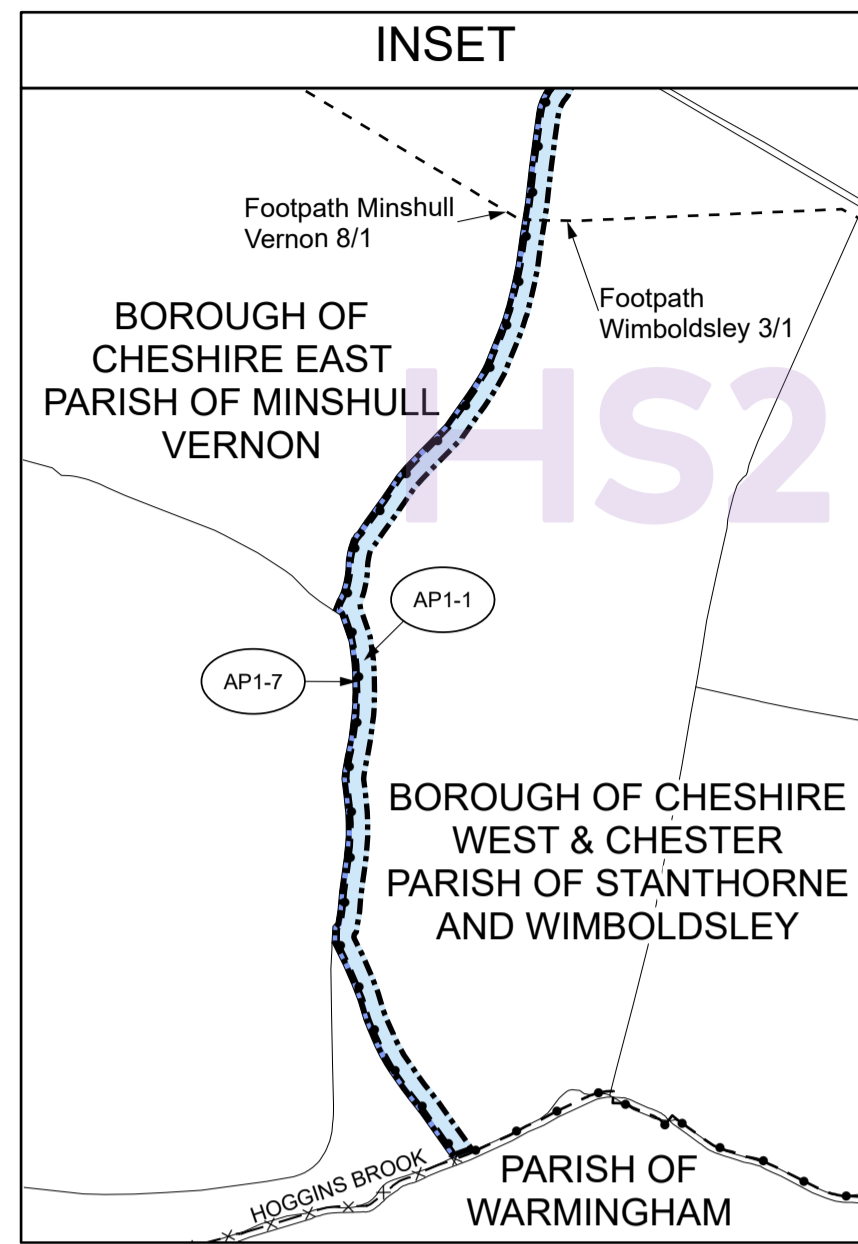 INSET
Footpath Minshull
Vernon 8/1
Footpath
Wimboldsley 3/1
BOROUGH OF
CHESHIRE EAST
PARISH OF MINSHULL
VERNON
HS2
AP1-1
AP1-7
BOROUGH OF CHESHIRE
WEST & CHESTER
PARISH OF STANTHORNE
AND WIMBOLDSLEY
HOGGINS BROOK
PARISH OF
WARMINGHAM